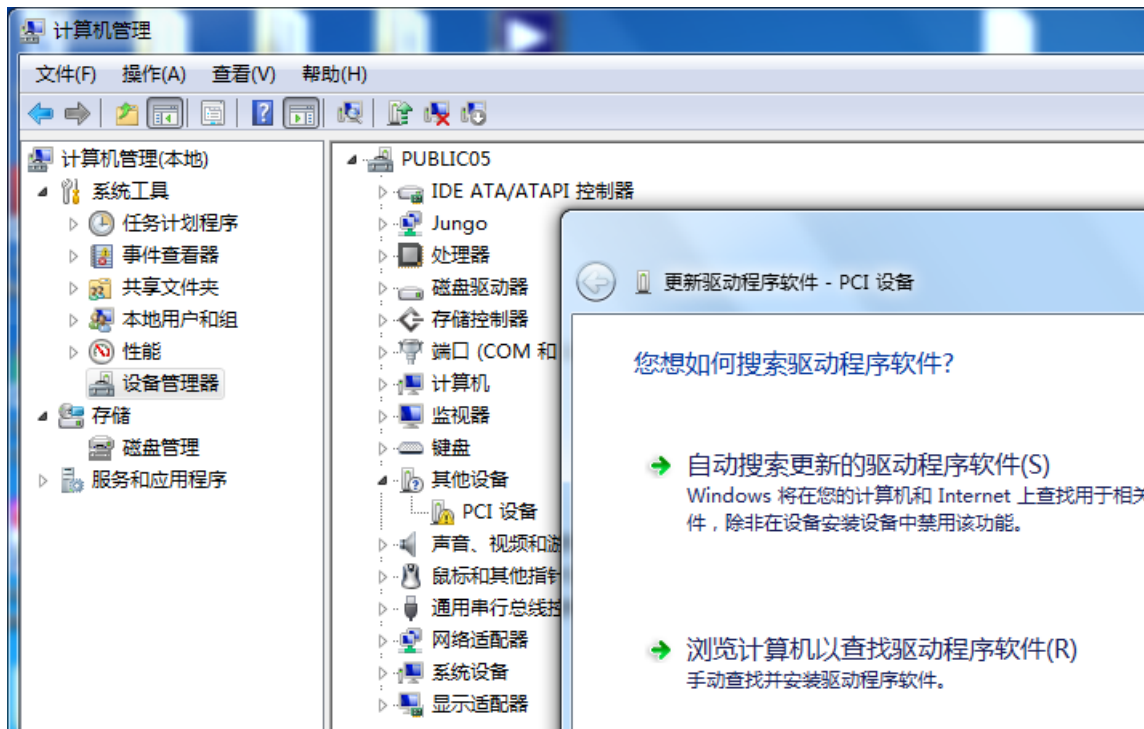 计算机管理
文件(F) 操作(A) 查看(V) 帮助(H)
计算机管理(本地)
系统工具
任务计划程序
事件查看器
共享文件夹
本地用户和组
性能
设备管理器
存储
磁盘管理
服务和应用程序
PUBLIC05
IDE ATA/ATAPI 控制器
Jungo
处理器
磁盘驱动器
存储控制器
端口 (COM 和
计算机
监视器
键盘
其他设备
PCI 设备
声音、视频和游
鼠标和其他指针
通用串行总线控
网络适配器
系统设备
显示适配器
更新驱动程序软件 - PCI 设备
您想如何搜索驱动程序软件?
自动搜索更新的驱动程序软件(S)
Windows 将在您的计算机和 Internet 上查找用于相关
件，除非在设备安装设备中禁用该功能。
浏览计算机以查找驱动程序软件(R)
手动查找并安装驱动程序软件。